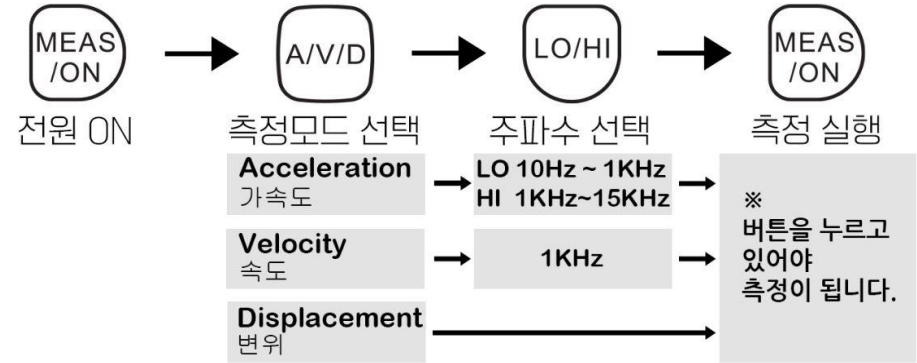 MEAS
/ON
A/V/D
LO/HI
MEAS
/ON
전원 ON
측정모드 선택
주파수 선택
측정 실행
Acceleration
가속도
LO 10Hz ~ 1KHz
HI 1KHz~15KHz
Velocity
속도
1KHz
Displacement
변위
※
버튼을 누르고
있어야
측정이 됩니다.